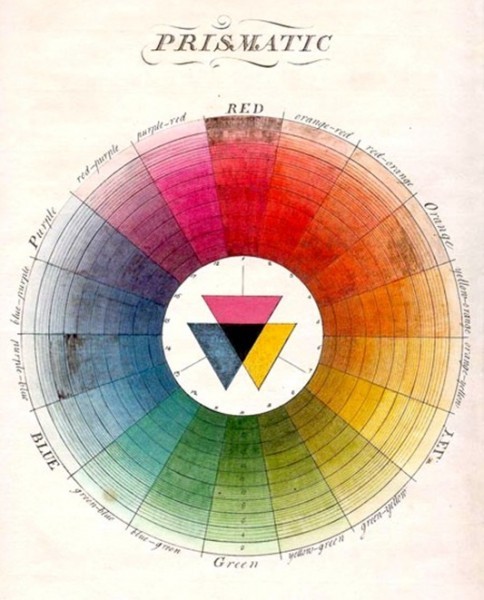 PRISMATIC
RED
orange-red
red-orange
Orange
yellow-orange
orange-yellow
green-yellow
yellow-green
Green
blue-green
green-blue
BLUE
purple-blue
blue-purple
Purple
red-purple
purple-red